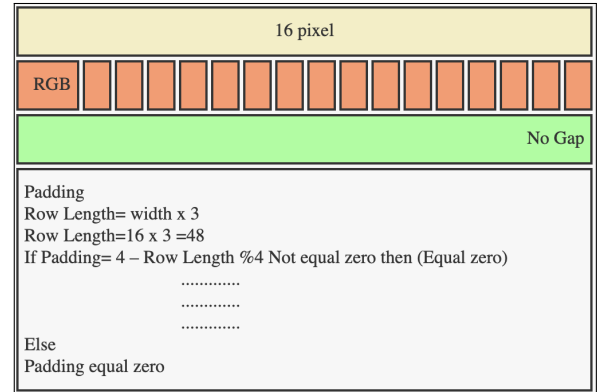 16 pixel
RGB
No Gap
Padding
Row Length= width x 3
Row Length=16 x 3 =48
If Padding= 4 – Row Length %4 Not equal zero then (Equal zero)
.............
.............
.............
Else
Padding equal zero